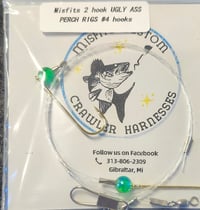 Misfits 2 hook UGLY ASS
PERCH RIGS #4 hooks
MISFITS CUSTOM
CRAWLER HARNESSES
Follow us on Facebook
313-806-2309
Gibraltar, Mi